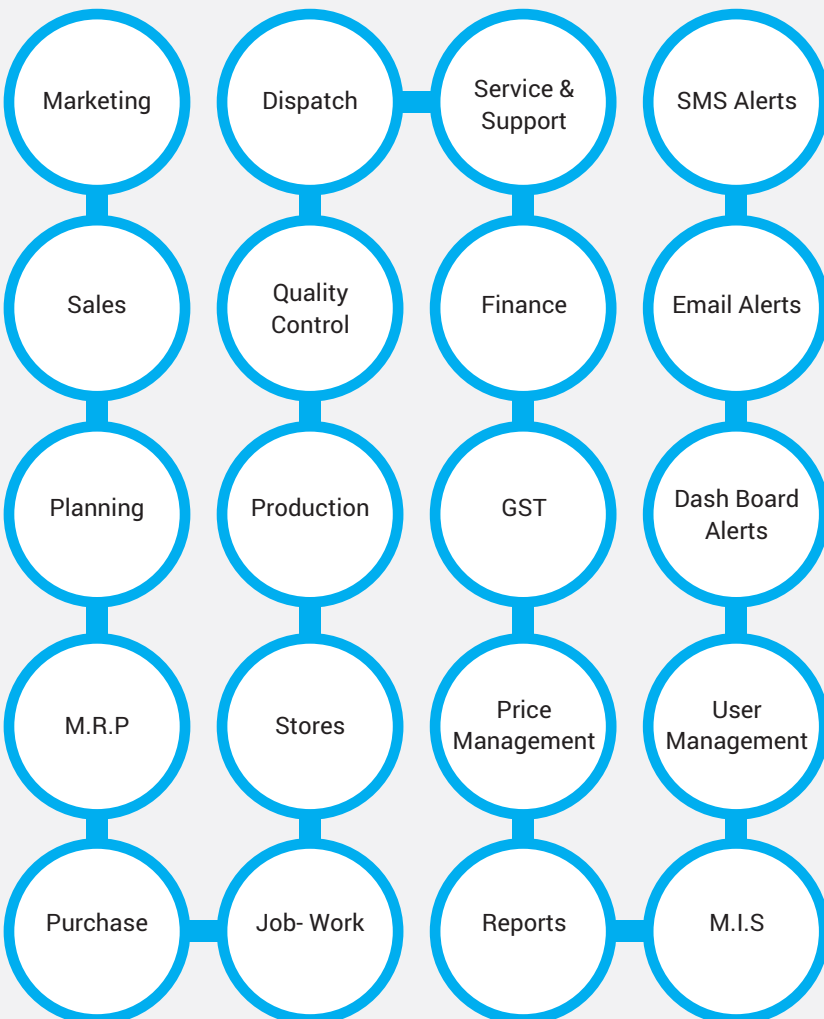 Marketing
Dispatch
Service &
Support
SMS Alerts
Sales
Quality
Control
Finance
Email Alerts
Planning
Production
GST
Dash Board
Alerts
M.R.P
Stores
Price
Management
User
Management
Purchase
Job- Work
Reports
M.I.S